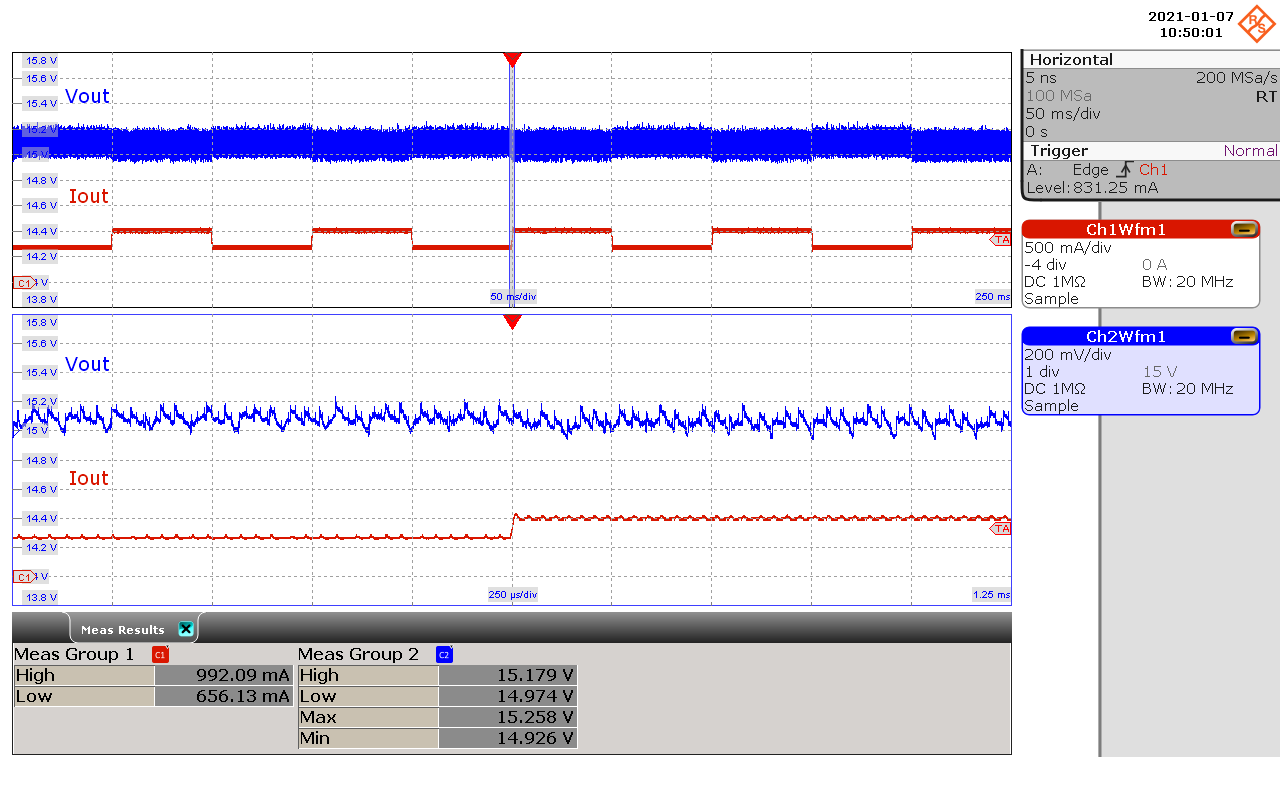 2021-01-07
10:50:01
R&S
15.8 V
15.6 V
Vout
15.4 V
15.2 V
15 V
14.8 V
Iout
14.6 V
14.4 V
TA
14.2 V
C1 V
13.8 V
50 ms/div
250 ms
15.8 V
15.6 V
Vout
15.4 V
15.2 V
15 V
14.8 V
Iout
14.6 V
14.4 V
TA
14.2 V
C1 V
13.8 V
250 µs/div
1.25 ms
Horizontal
5 ns 200 MSa/s
100 MSa RT
50 ms/div
0 s
Trigger Normal
A: Edge Ch1
Level: 831.25 mA
Ch1Wfm1
500 mA/div
-4 div 0 A
DC 1MΩ BW: 20 MHz
Sample
Ch2Wfm1
200 mV/div
1 div 15 V
DC 1MΩ BW: 20 MHz
Sample
Meas Results
Meas Group 1 C1 Meas Group 2 C2
High 992.09 mA High 15.179 V
Low 656.13 mA Low 14.974 V
Max 15.258 V
Min 14.926 V